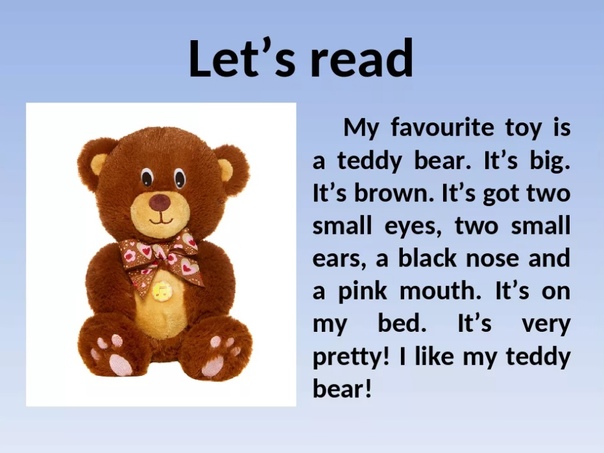 Let’s read
My favourite toy is
a teddy bear. It’s big.
It’s brown. It’s got two
small eyes, two small
ears, a black nose and
a pink mouth. It’s on
my bed. It’s very
pretty! I like my teddy
bear!